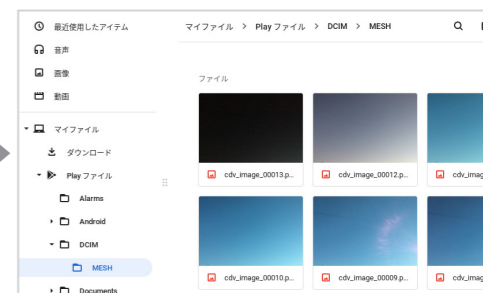 最近使用したアイテム
音声
画像
動画
マイファイル
ダウンロード
Play ファイル
Alarms
Android
DCIM
MESH
Documents
マイファイル > Play ファイル > DCIM > MESH
ファイル
cdv_image_00013.p...
cdv_image_00012.p...
cdv_imag
cdv_image_00010.p...
cdv_image_00009.p...
cdv_imag